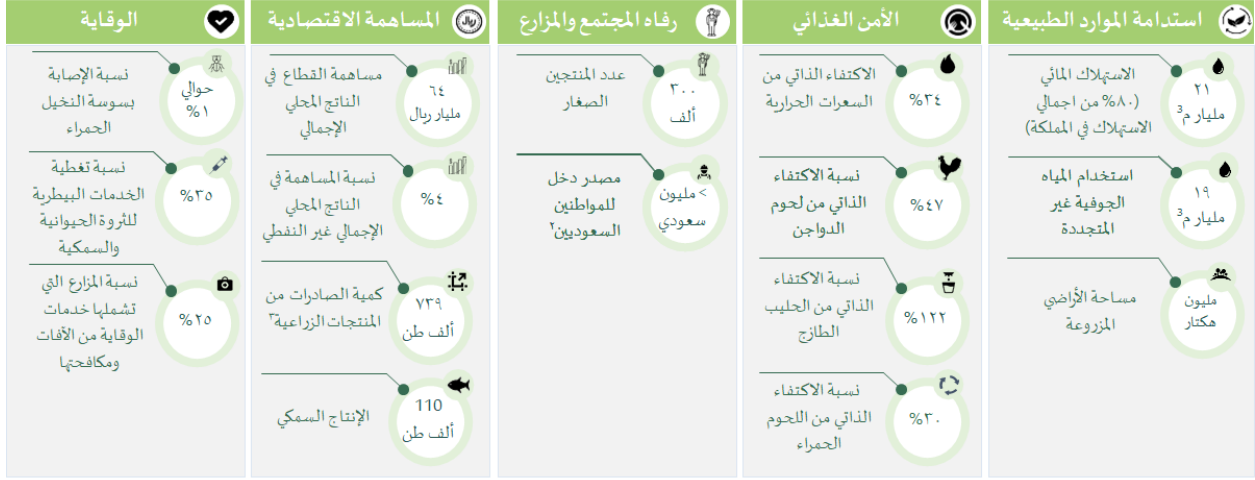 استدامة الموارد الطبيعية
٢١
مليار م3
الاستهلاك المائي
(٨٠% من اجمالي
الاستهلاك في المملكة)
١٩
مليار م3
استخدام المياه
الجوفية غير
المتجددة
مليون
هكتار
مساحة الأراضي
المزروعة
الأمن الغذائي
%٣٤
الاكتفاء الذاتي من
السعرات الحرارية
%٤٧
نسبة الاكتفاء
الذاتي من لحوم
الدواجن
%١٢٢
نسبة الاكتفاء
الذاتي من الحليب
الطازج
%٣٠
نسبة الاكتفاء
الذاتي من اللحوم
الحمراء
رفاه المجتمع والمزارع
٣٠٠
ألف
عدد المنتجين
الصغار
> مليون
سعودي
مصدر دخل
للمواطنين
السعوديين٢
المساهمة الاقتصادية
٦٤
مليار ريال
مساهمة القطاع في
الناتج المحلي
الإجمالي
%٤
نسبة المساهمة في
الناتج المحلي
الإجمالي غير النفطي
٧٣٩
ألف طن
كمية الصادرات من
المنتجات الزراعية٣
110
ألف طن
الإنتاج السمكي
الوقاية
حوالي
%١
نسبة الإصابة
بسوسة النخيل
الحمراء
%٣٥
نسبة تغطية
الخدمات البيطرية
للثروة الحيوانية
والسمكية
%٢٥
نسبة المزارع التي
تشملها خدمات
الوقاية من الآفات
ومكافحتها